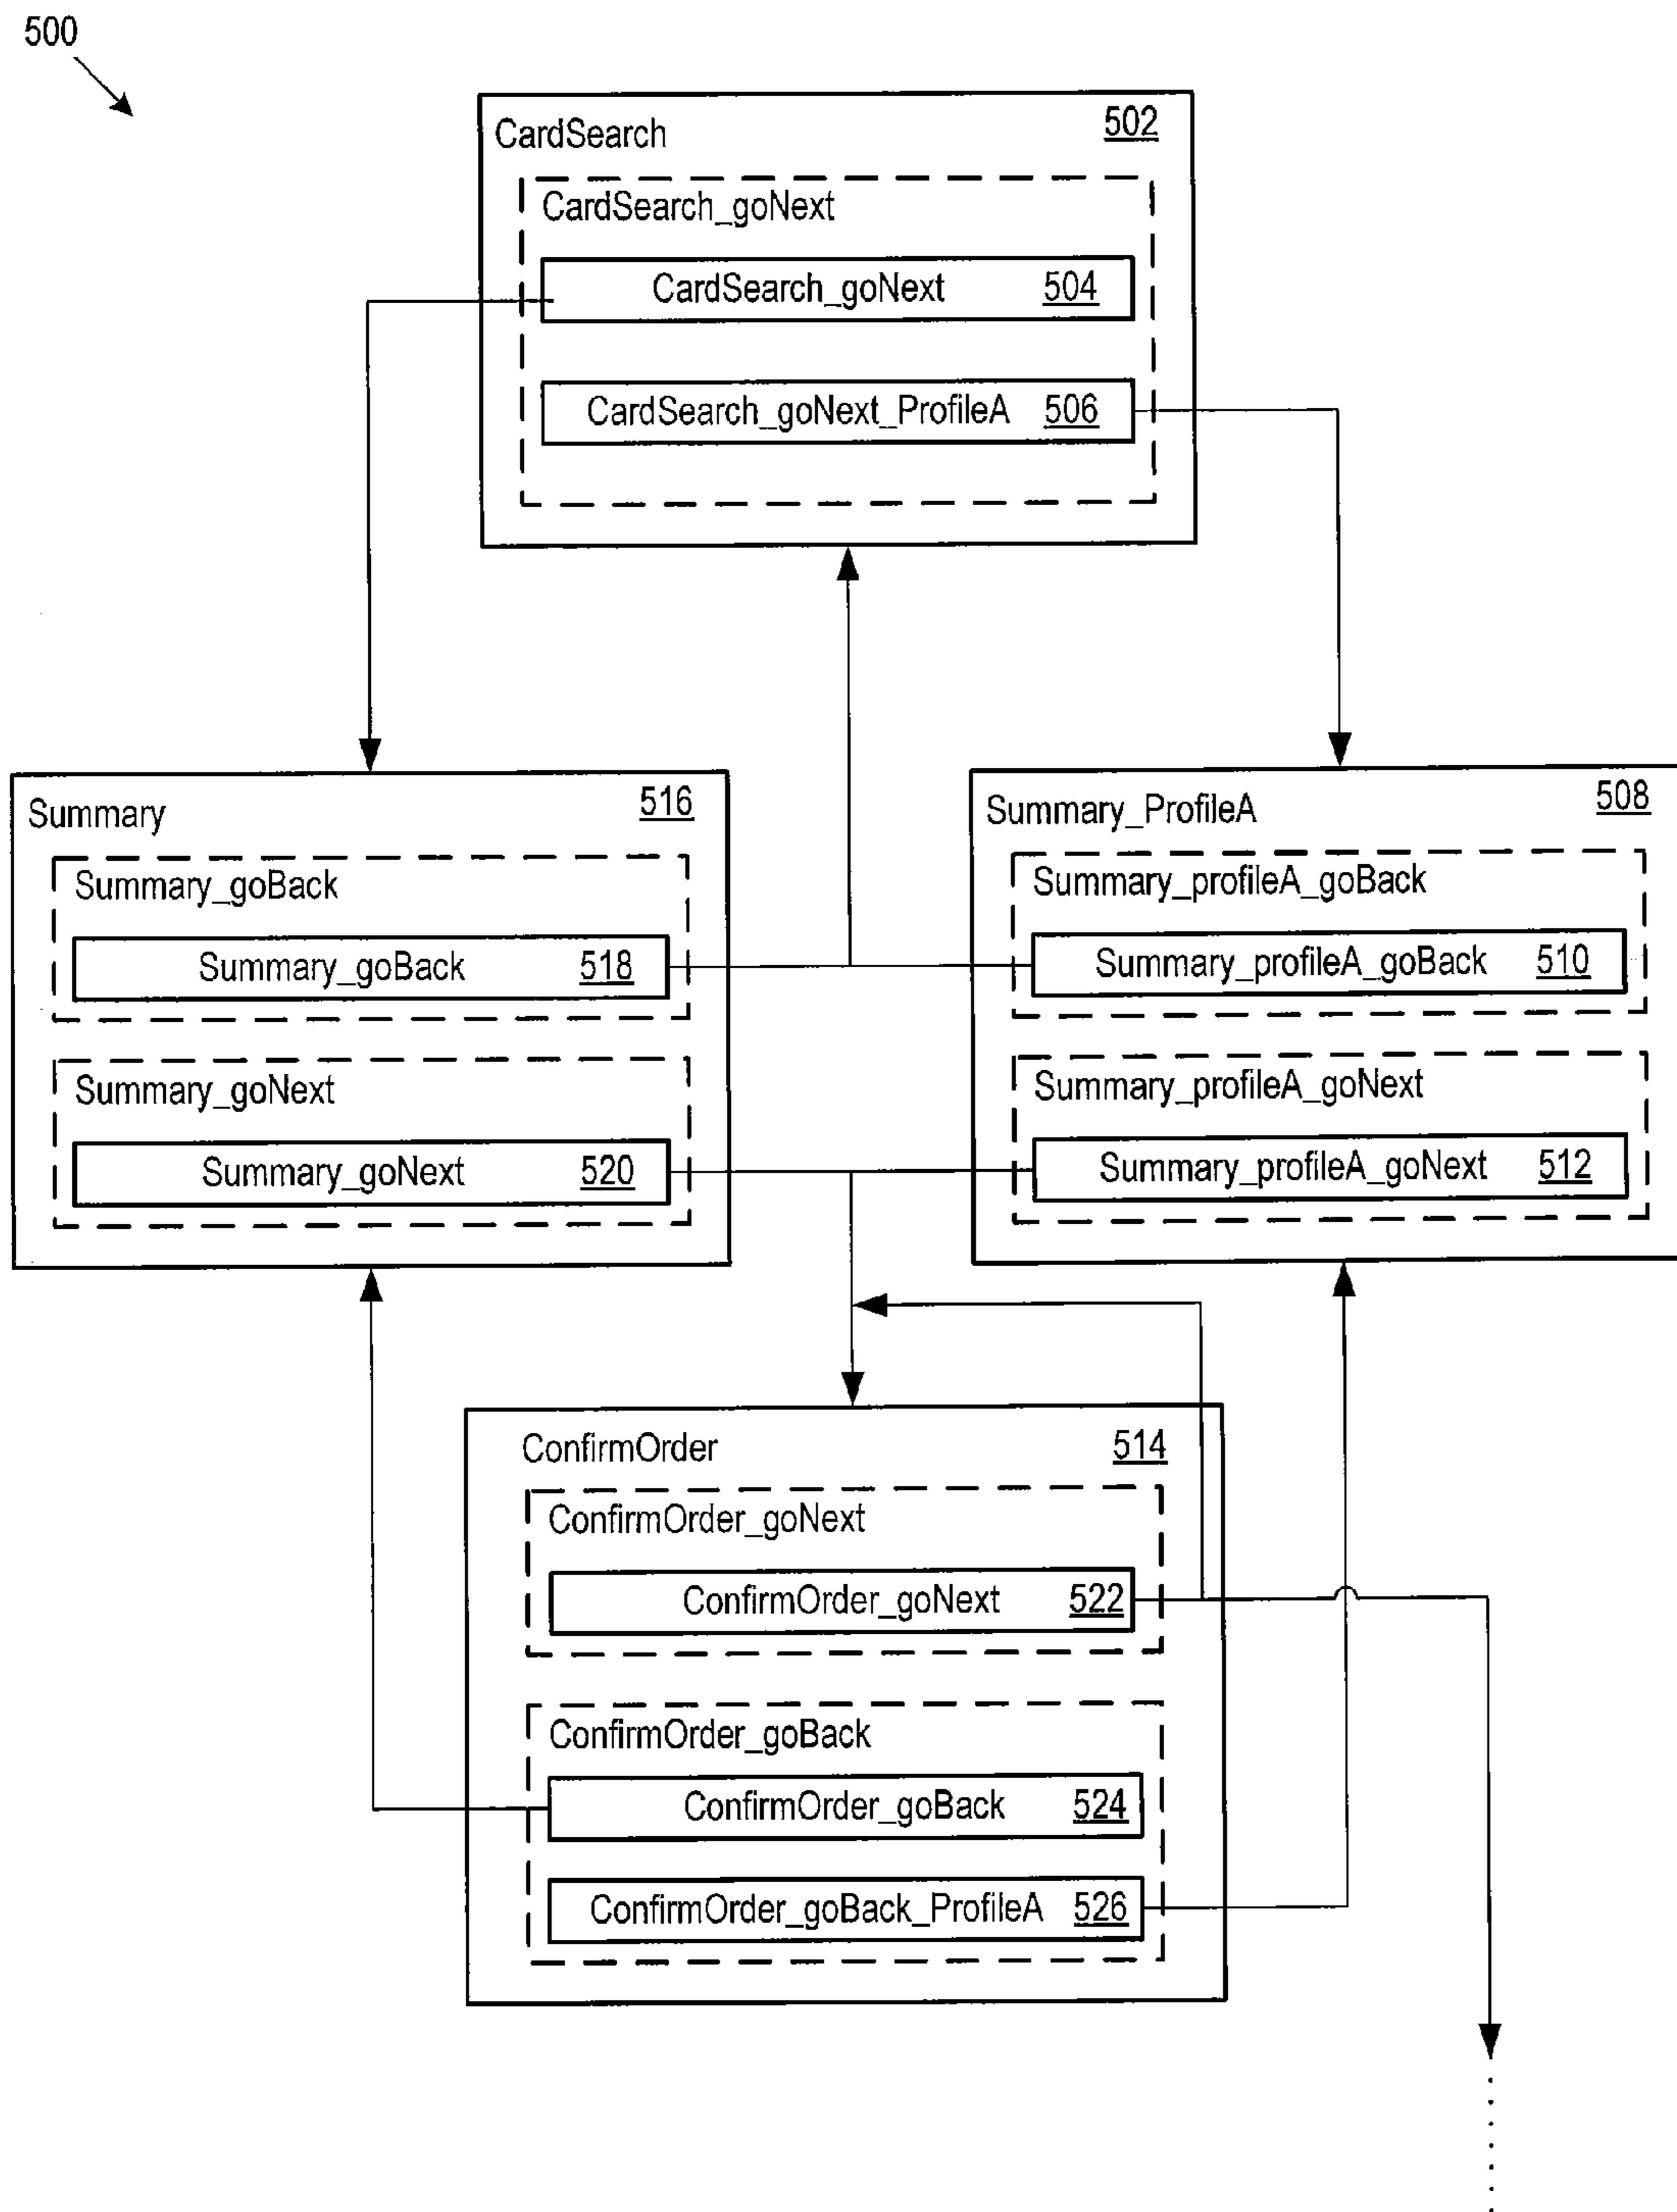 500
CardSearch 502
CardSearch_goNext
CardSearch_goNext 504
CardSearch_goNext_ProfileA 506
Summary 516
Summary_goBack
Summary_goBack 518
Summary_goNext
Summary_goNext 520
Summary_ProfileA 508
Summary_profileA_goBack
Summary_profileA_goBack 510
Summary_profileA_goNext
Summary_profileA_goNext 512
ConfirmOrder 514
ConfirmOrder_goNext
ConfirmOrder_goNext 522
ConfirmOrder_goBack
ConfirmOrder_goBack 524
ConfirmOrder_goBack_ProfileA 526